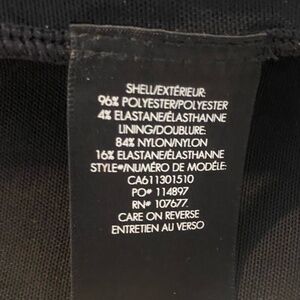 SHELL/EXTÉRIEUR:
96% POLYESTER/POLYESTER
4% ELASTANE/ÉLASTHANNE
LINING/DOUBLURE:
84% NYLON/NYLON
16% ELASTANE/ÉLASTHANNE
STYLE#/NUMÉRO DE MODÈLE:
CA611301510
PO# 114897
RN# 107677
CARE ON REVERSE
ENTRETIEN AU VERSO